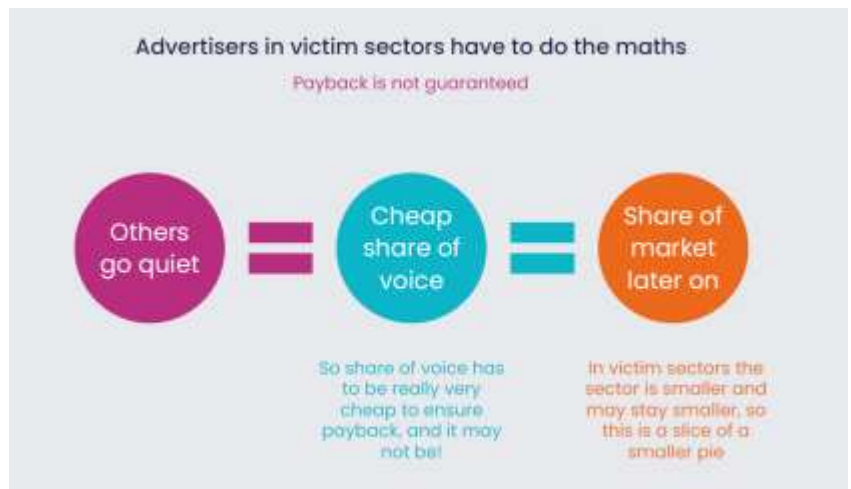 Advertisers in victim sectors have to do the maths
Payback is not guaranteed
Others
go quiet
Cheap
share of
voice
Share of
market
later on
So share of voice has
to be really very
cheap to ensure
payback, and it may
not be!
In victim sectors the
sector is smaller and
may stay smaller, so
this is a slice of a
smaller pie